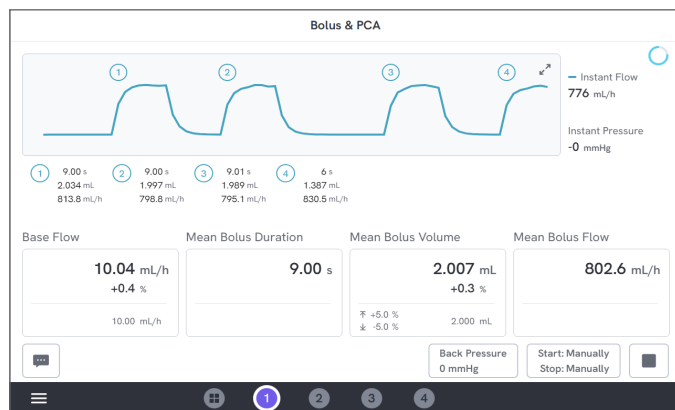 Bolus & PCA
1
2
3
4
Instant Flow
776 mL/h
Instant Pressure
-0 mmHg
1 9.00 s 2 9.00 s 3 9.01 s 4 6 s
2.034 mL 1.997 mL 1.989 mL 1.387 mL
813.8 mL/h 798.8 mL/h 795.1 mL/h 830.5 mL/h
Base Flow Mean Bolus Duration Mean Bolus Volume Mean Bolus Flow
10.04 mL/h 9.00 s 2.007 mL 802.6 mL/h
+0.4 % +0.3 %
+5.0 %
10.00 mL/h -5.0 % 2.000 mL
Back Pressure Start: Manually
0 mmHg Stop: Manually
1 2 3 4